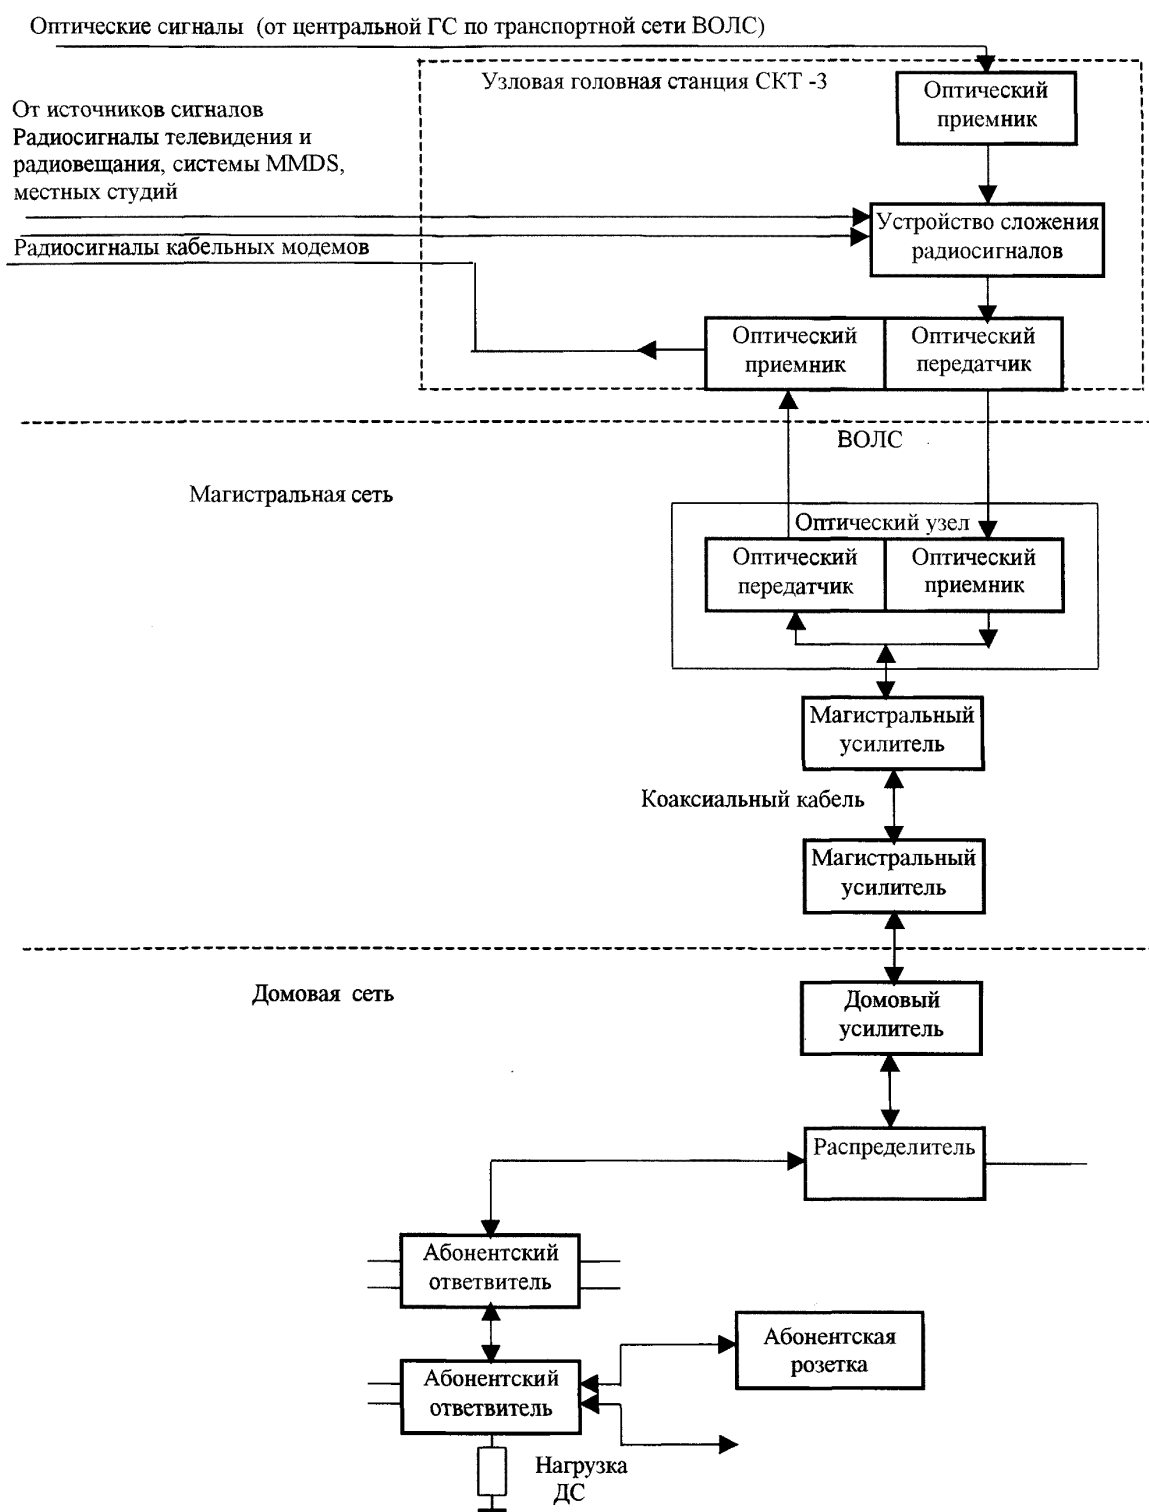 Оптические сигналы (от центральной ГС по транспортной сети ВОЛС)
Узловая головная станция СКТ -3
Оптический
приемник
От источников сигналов
Радиосигналы телевидения и
радиовещания, системы MMDS,
местных студий
Устройство сложения
радиосигналов
Радиосигналы кабельных модемов
Оптический
приемник
Оптический
передатчик
ВОЛС
Магистральная сеть
Оптический узел
Оптический
передатчик
Оптический
приемник
Магистральный
усилитель
Коаксиальный кабель
Магистральный
усилитель
Домовая сеть
Домовый
усилитель
Распределитель
Абонентский
ответвитель
Абонентская
розетка
Абонентский
ответвитель
Нагрузка
ДС